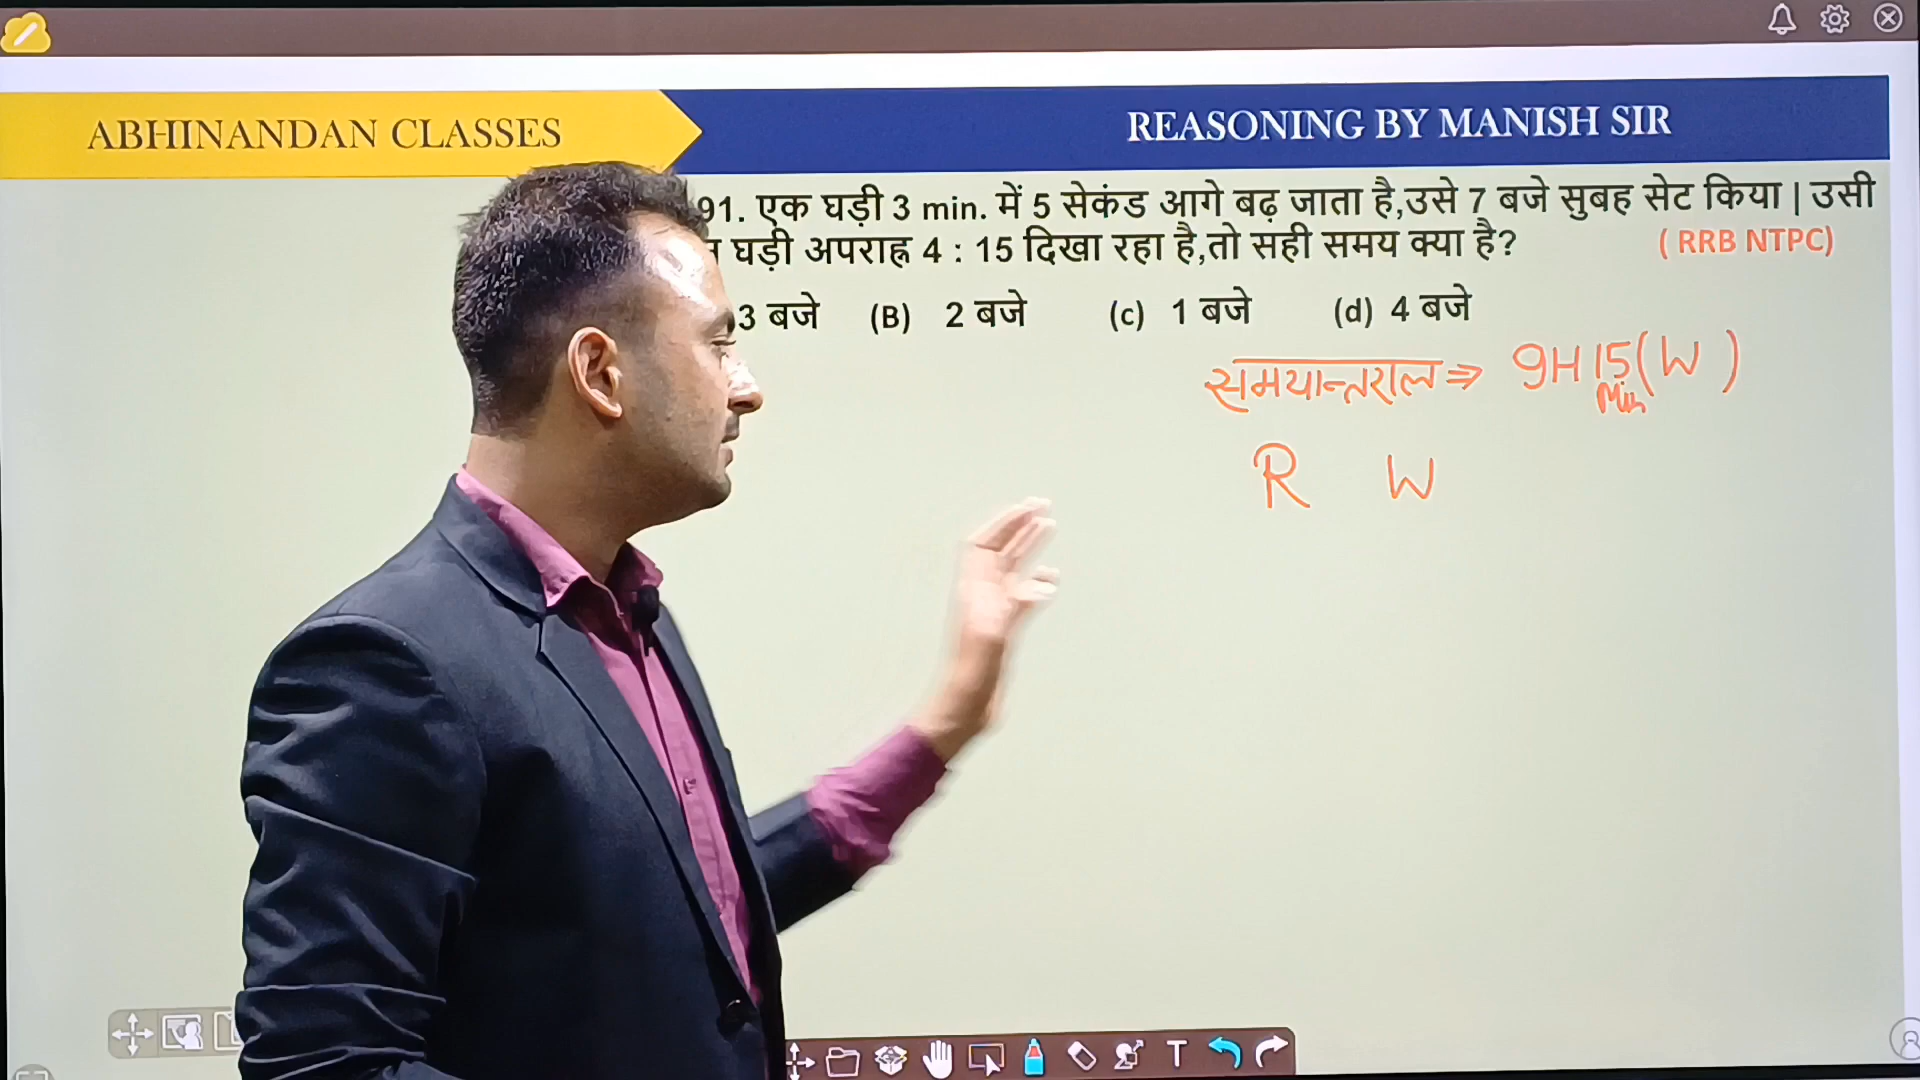 ABHINANDAN CLASSES
REASONING BY MANISH SIR
91. एक घड़ी 3 min. में 5 सेकंड आगे बढ़ जाता है,उसे 7 बजे सुबह सेट किया | उसी
घड़ी अपराह्न 4 : 15 दिखा रहा है,तो सही समय क्या है? ( RRB NTPC)
3 बजे (B) 2 बजे (c) 1 बजे (d) 4 बजे
समयान्तराल ⇒ 9H 15 (W )
Min
R W
T